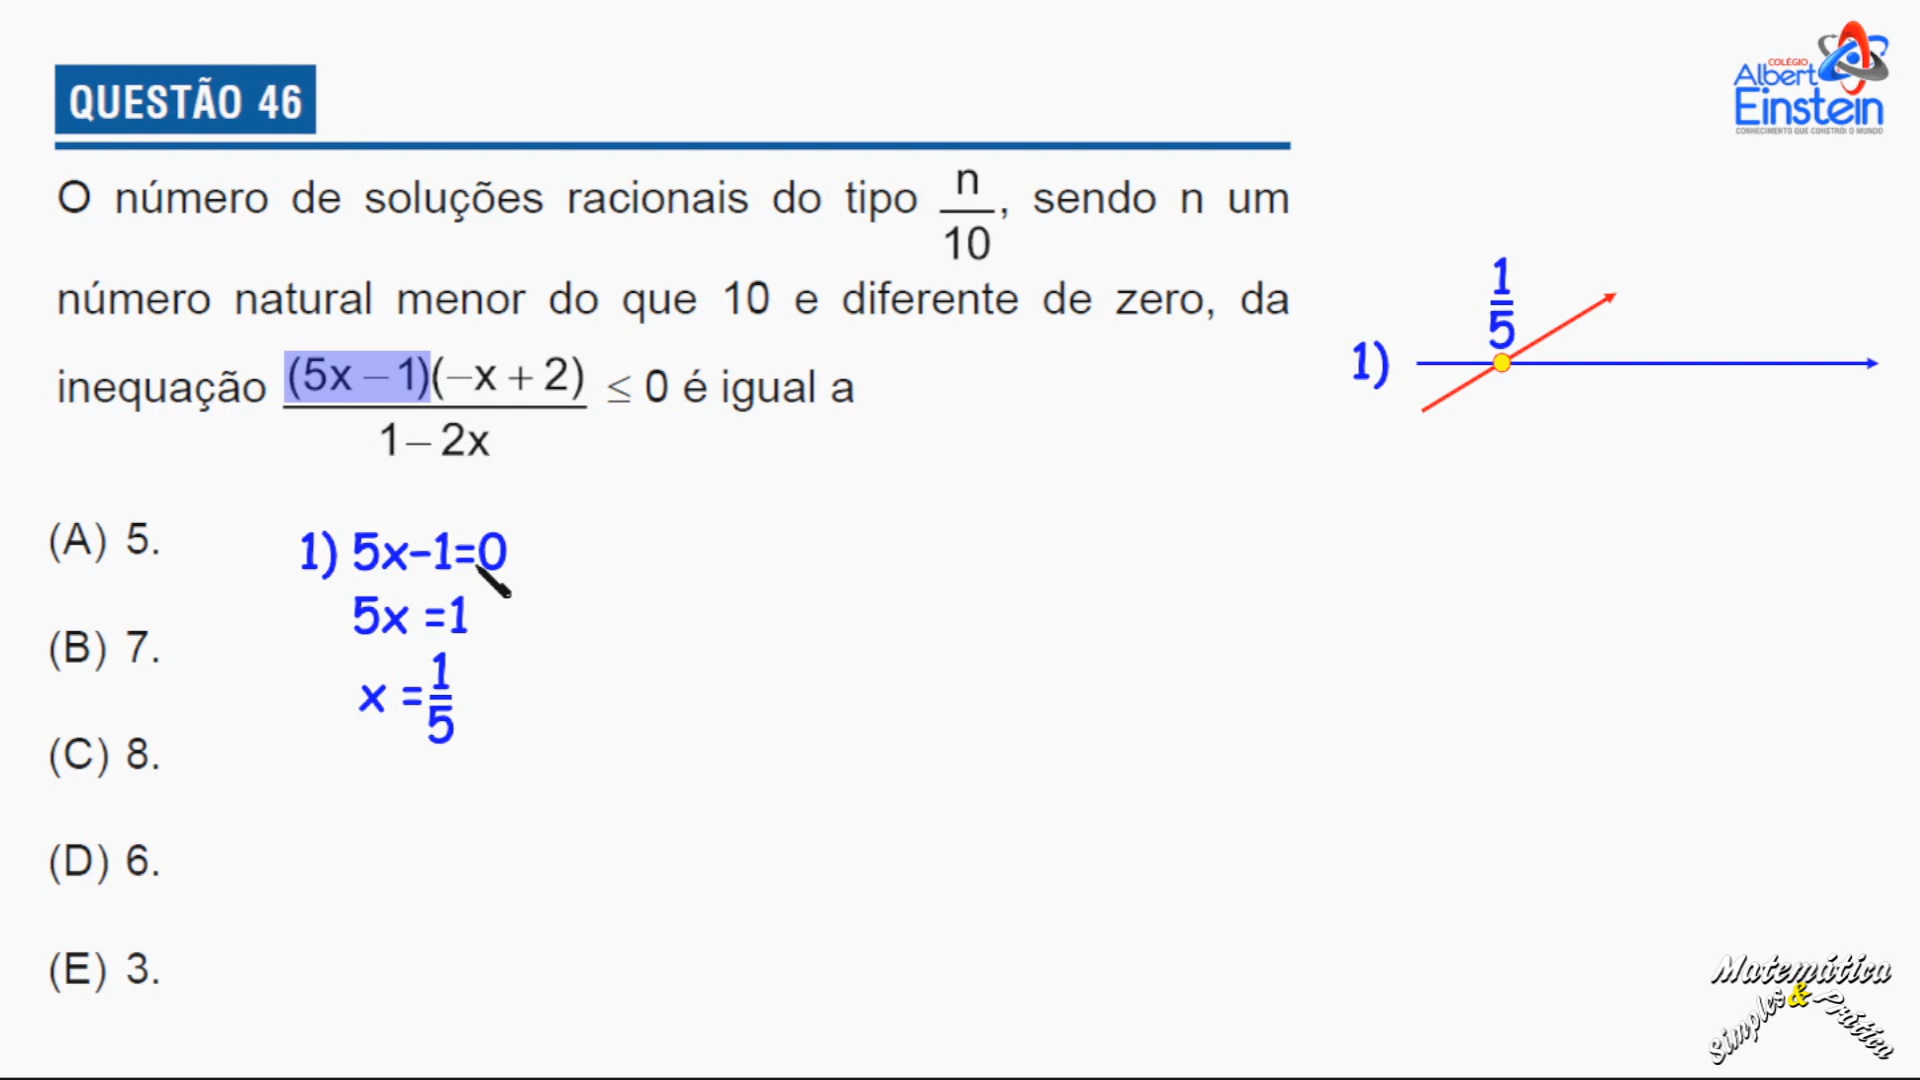 QUESTÃO 46
COLÉGIO
Albert
Einstein
CONHECIMENTO QUE CONSTRÓI O MUNDO
O número de soluções racionais do tipo n/10, sendo n um
número natural menor do que 10 e diferente de zero, da
inequação (5x – 1)(–x + 2)/1 – 2x ≤ 0 é igual a
(A) 5.
(B) 7.
(C) 8.
(D) 6.
(E) 3.
1) 5x-1=0
5x =1
x = 1/5
1) 1/5
Matemática
Simples & Prática